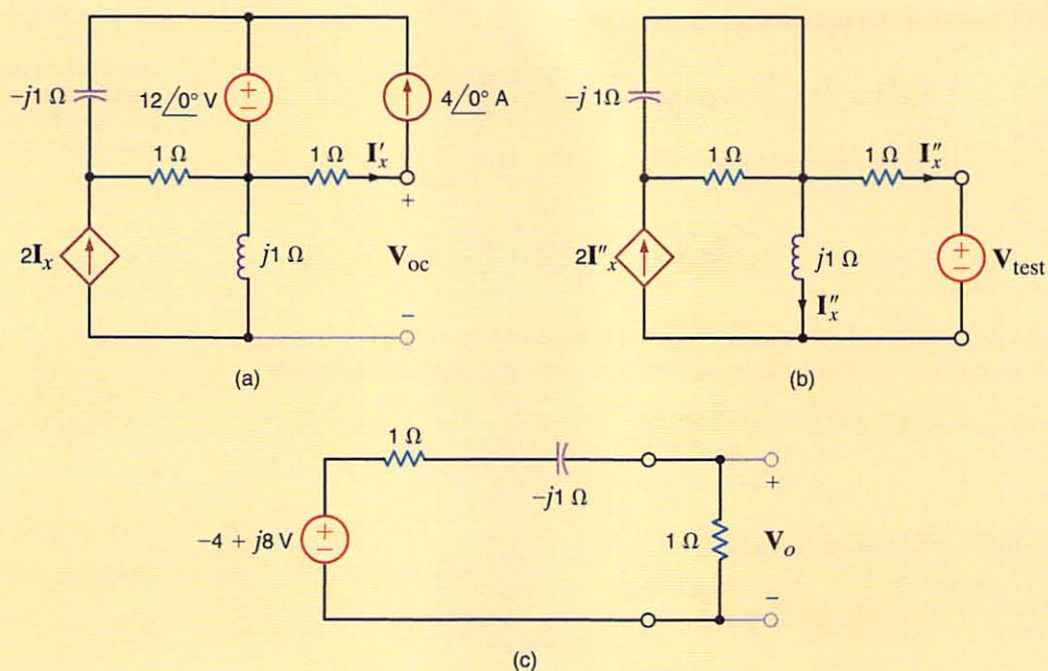 -j1 Ω
12/0° V
+
−
4/0° A
1 Ω
1 Ω
I′x
+
2Ix
j1 Ω
Voc
−
(a)
-j 1Ω
1 Ω
1 Ω
I″x
2I″x
j1 Ω
I″x
+
−
Vtest
(b)
1 Ω
-j1 Ω
-4 + j8 V
+
−
1 Ω
+
Vo
−
(c)